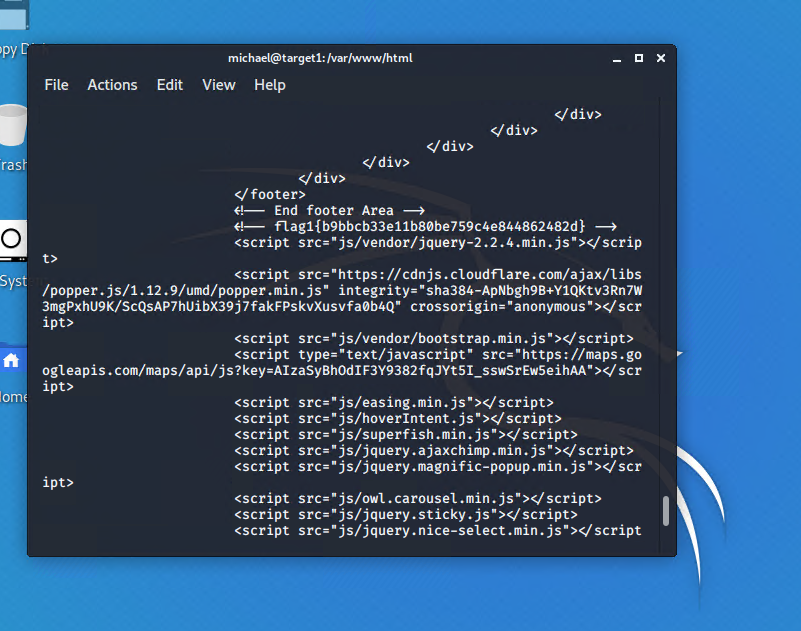 opy Di
michael@target1:/var/www/html
File Actions Edit View Help
</div>
</div>
</div>
</div>
</div>
</footer>
<!-- End footer Area -->
<!-- flag1{b9bbcb33e11b80be759c4e844862482d} -->
<script src="js/vendor/jquery-2.2.4.min.js"></scrip
t>
<script src="https://cdnjs.cloudflare.com/ajax/libs
/popper.js/1.12.9/umd/popper.min.js" integrity="sha384-ApNbgh9B+Y1QKtv3Rn7W
3mgPxhU9K/ScQsAP7hUibX39j7fakFPskvXusvfa0b4Q" crossorigin="anonymous"></scr
ipt>
<script src="js/vendor/bootstrap.min.js"></script>
<script type="text/javascript" src="https://maps.go
ogleapis.com/maps/api/js?key=AIzaSyBhOdIF3Y9382fqJYt5I_sswSrEw5eihAA"></scr
ipt>
<script src="js/easing.min.js"></script>
<script src="js/hoverIntent.js"></script>
<script src="js/superfish.min.js"></script>
<script src="js/jquery.ajaxchimp.min.js"></script>
<script src="js/jquery.magnific-popup.min.js"></scr
ipt>
<script src="js/owl.carousel.min.js"></script>
<script src="js/jquery.sticky.js"></script>
<script src="js/jquery.nice-select.min.js"></script
rash
Syst
ome